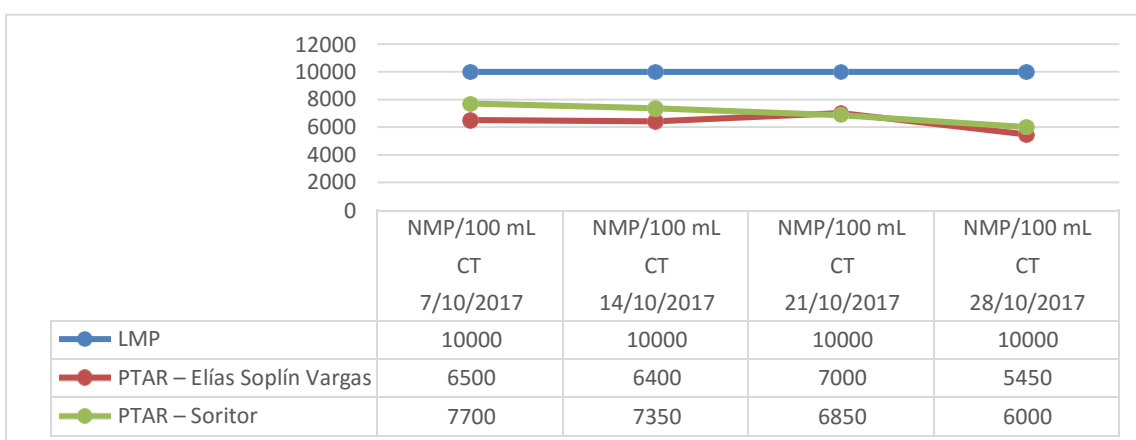 12000
10000
8000
6000
4000
2000
0
NMP/100 mL NMP/100 mL NMP/100 mL NMP/100 mL
CT CT CT CT
7/10/2017 14/10/2017 21/10/2017 28/10/2017
LMP 10000 10000 10000 10000
PTAR – Elías Soplín Vargas 6500 6400 7000 5450
PTAR – Soritor 7700 7350 6850 6000